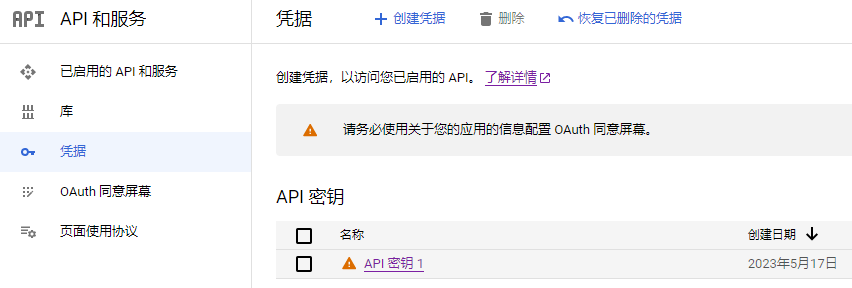 API API 和服务
凭据
创建凭据
删除
恢复已删除的凭据
已启用的 API 和服务
库
凭据
OAuth 同意屏幕
页面使用协议
创建凭据，以访问您已启用的 API。 了解详情
请务必使用关于您的应用的信息配置 OAuth 同意屏幕。
API 密钥
名称 创建日期
API 密钥 1 2023年5月17日